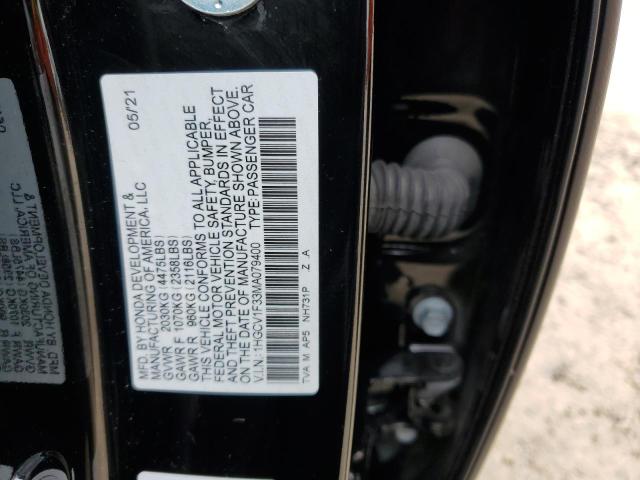 MFD. BY HONDA DEVELOPMENT &
MANUFACTURING OF AMERICA, LLC 05/21
GVWR 2030KG(4475LBS)
GAWR F 1070KG(2358LBS)
GAWR R 960KG(2116LBS)
THIS VEHICLE CONFORMS TO ALL APPLICABLE
FEDERAL MOTOR VEHICLE SAFETY, BUMPER,
AND THEFT PREVENTION STANDARDS IN EFFECT
ON THE DATE OF MANUFACTURE SHOWN ABOVE.
V.I.N.:1HGCV1F33MA079400 TYPE:PASSENGER CAR
TVA M AP5 NH731P Z A